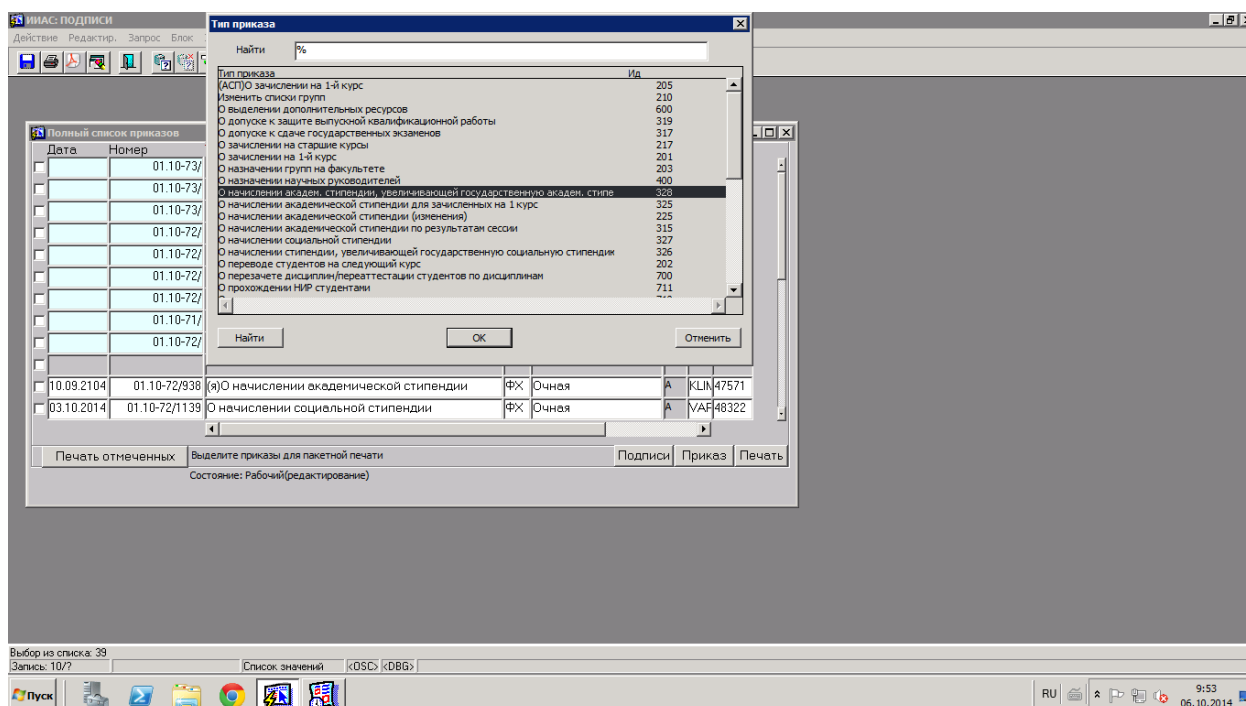 ИИАС: ПОДПИСИ
Действие Редактир. Запрос Блок
Тип приказа
Найти %
Тип приказа Ид
(АСП)О зачислении на 1-й курс 205
Изменить списки групп 210
О выделении дополнительных ресурсов 600
О допуске к защите выпускной квалификационной работы 319
О допуске к сдаче государственных экзаменов 317
О зачислении на старшие курсы 217
О зачислении на 1-й курс 201
О назначении групп на факультете 203
О назначении научных руководителей 400
О начислении академ. стипендии, увеличивающей государственную академ. стипе 328
О начислении академической стипендии для зачисленных на 1 курс 325
О начислении академической стипендии (изменения) 225
О начислении академической стипендии по результатам сессии 315
О начислении социальной стипендии 327
О начислении стипендии, увеличивающей государственную социальную стипендию 326
О переводе студентов на следующий курс 202
О перезачете дисциплин/переаттестации студентов по дисциплинам 700
О прохождении НИР студентами 711
Найти ОК Отменить
Полный список приказов
Дата Номер
01.10-73/
01.10-73/
01.10-73/
01.10-72/
01.10-72/
01.10-72/
01.10-72/
01.10-71/
01.10-72/
10.09.2104 01.10-72/938 (я)О начислении академической стипендии ФХ Очная А KLIN 47571
03.10.2014 01.10-72/1139 О начислении социальной стипендии ФХ Очная А VAF 48322
Печать отмеченных Выделите приказы для пакетной печати Подписи Приказ Печать
Состояние: Рабочий(редактирование)
Выбор из списка: 39
Запись: 10/? Список значений <OSC> <DBG>
Пуск RU 9:53
06.10.2014